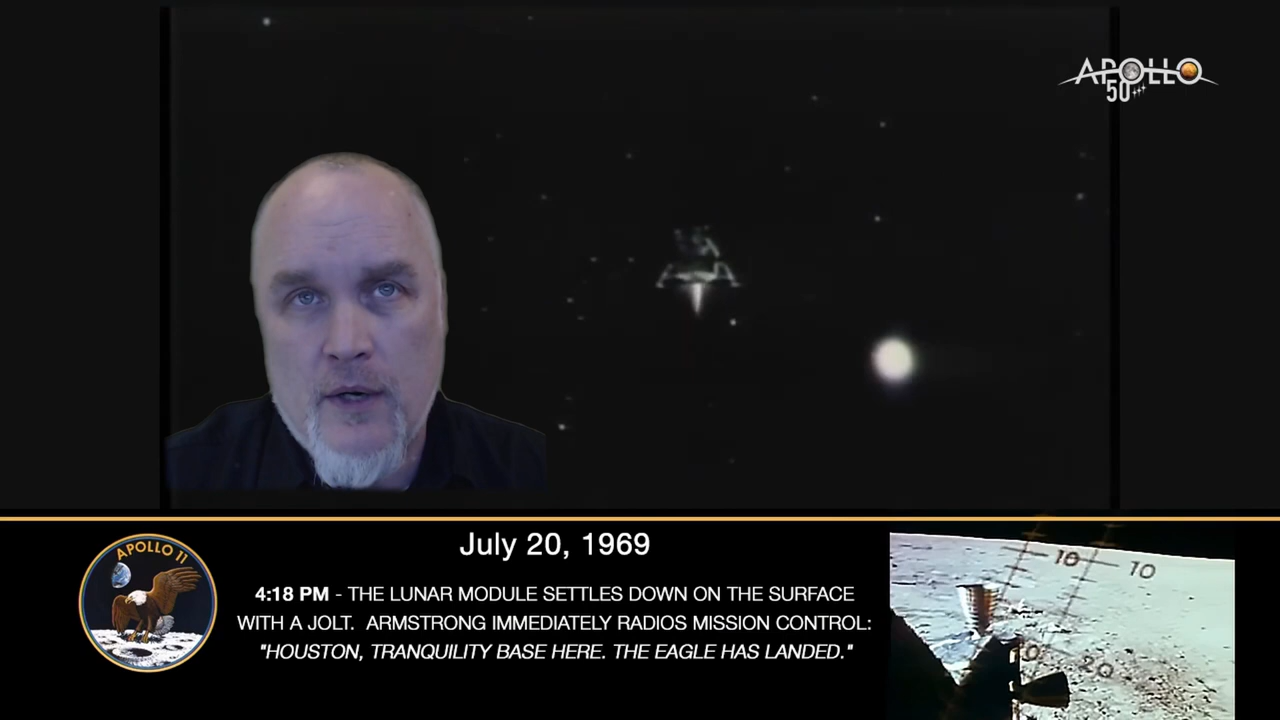 APOLLO
50
July 20, 1969
APOLLO 11
4:18 PM - THE LUNAR MODULE SETTLES DOWN ON THE SURFACE
WITH A JOLT. ARMSTRONG IMMEDIATELY RADIOS MISSION CONTROL:
"HOUSTON, TRANQUILITY BASE HERE. THE EAGLE HAS LANDED."
10 10
20